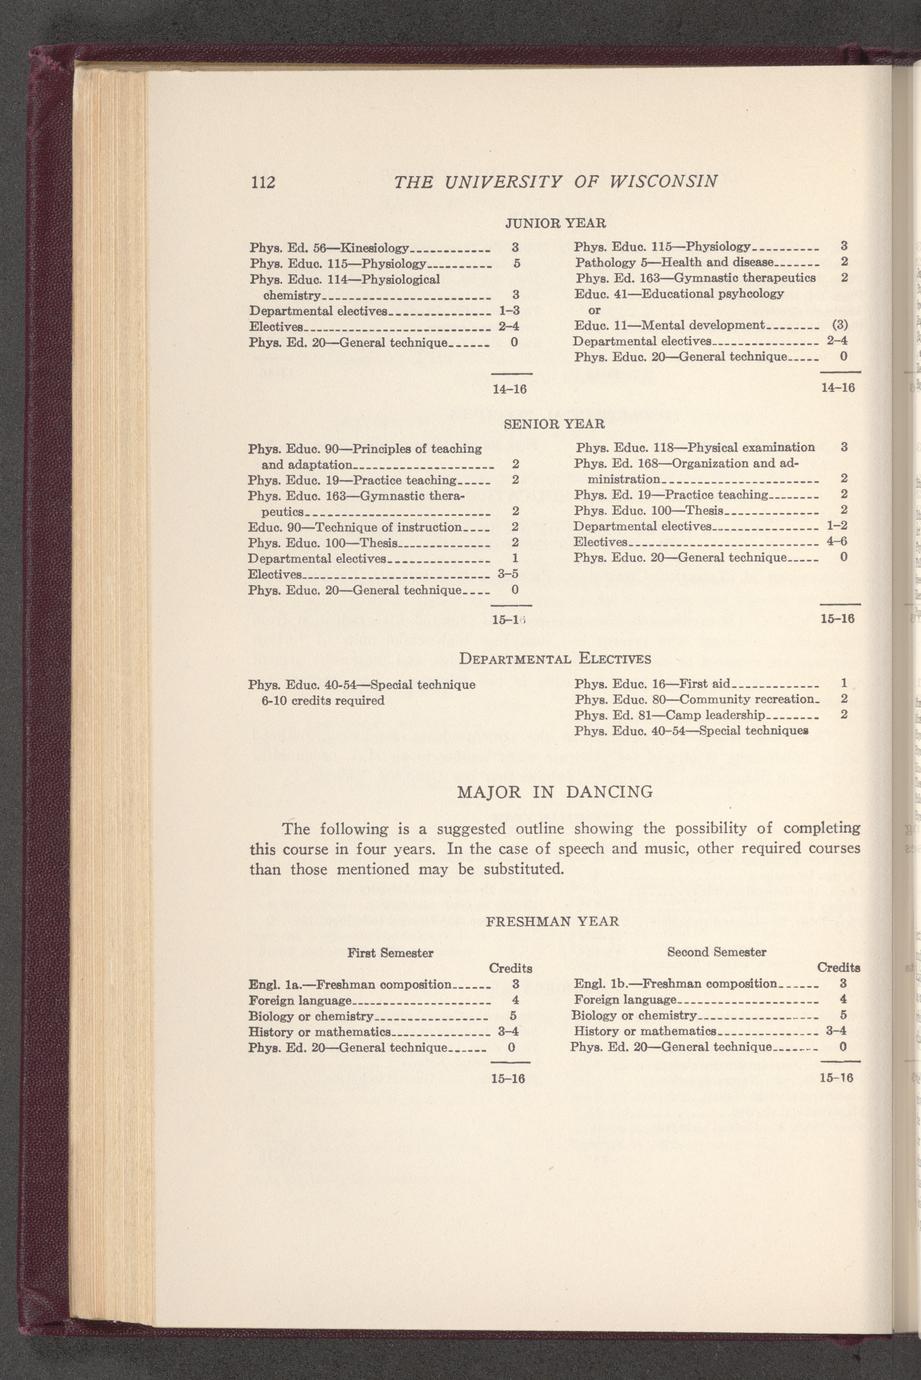 112 THE UNIVERSITY OF WISCONSIN
JUNIOR YEAR
Phys. Ed. 56—Kinesiology 3
Phys. Educ. 115—Physiology 5
Phys. Educ. 114—Physiological
chemistry 3
Departmental electives 1–3
Electives 2–4
Phys. Ed. 20—General technique 0
14–16
Phys. Educ. 115—Physiology 3
Pathology 5—Health and disease 2
Phys. Ed. 163—Gymnastic therapeutics 2
Educ. 41—Educational psyhcology
or
Educ. 11—Mental development (3)
Departmental electives 2–4
Phys. Educ. 20—General technique 0
14–16
SENIOR YEAR
Phys. Educ. 90—Principles of teaching
and adaptation 2
Phys. Educ. 19—Practice teaching 2
Phys. Educ. 163—Gymnastic thera-
peutics 2
Educ. 90—Technique of instruction 2
Phys. Educ. 100—Thesis 2
Departmental electives 1
Electives 3–5
Phys. Educ. 20—General technique 0
15–16
Phys. Educ. 118—Physical examination 3
Phys. Ed. 168—Organization and ad-
ministration 2
Phys. Ed. 19—Practice teaching 2
Phys. Educ. 100—Thesis 2
Departmental electives 1–2
Electives 4–6
Phys. Educ. 20—General technique 0
15–16
DEPARTMENTAL ELECTIVES
Phys. Educ. 40-54—Special technique
6-10 credits required
Phys. Educ. 16—First aid 1
Phys. Educ. 80—Community recreation 2
Phys. Ed. 81—Camp leadership 2
Phys. Educ. 40–54—Special techniques
MAJOR IN DANCING
The following is a suggested outline showing the possibility of completing
this course in four years. In the case of speech and music, other required courses
than those mentioned may be substituted.
FRESHMAN YEAR
First Semester
Credits
Engl. 1a.—Freshman composition 3
Foreign language 4
Biology or chemistry 5
History or mathematics 3–4
Phys. Ed. 20—General technique 0
15–16
Second Semester
Credits
Engl. 1b.—Freshman composition 3
Foreign language 4
Biology or chemistry 5
History or mathematics 3–4
Phys. Ed. 20—General technique 0
15–16